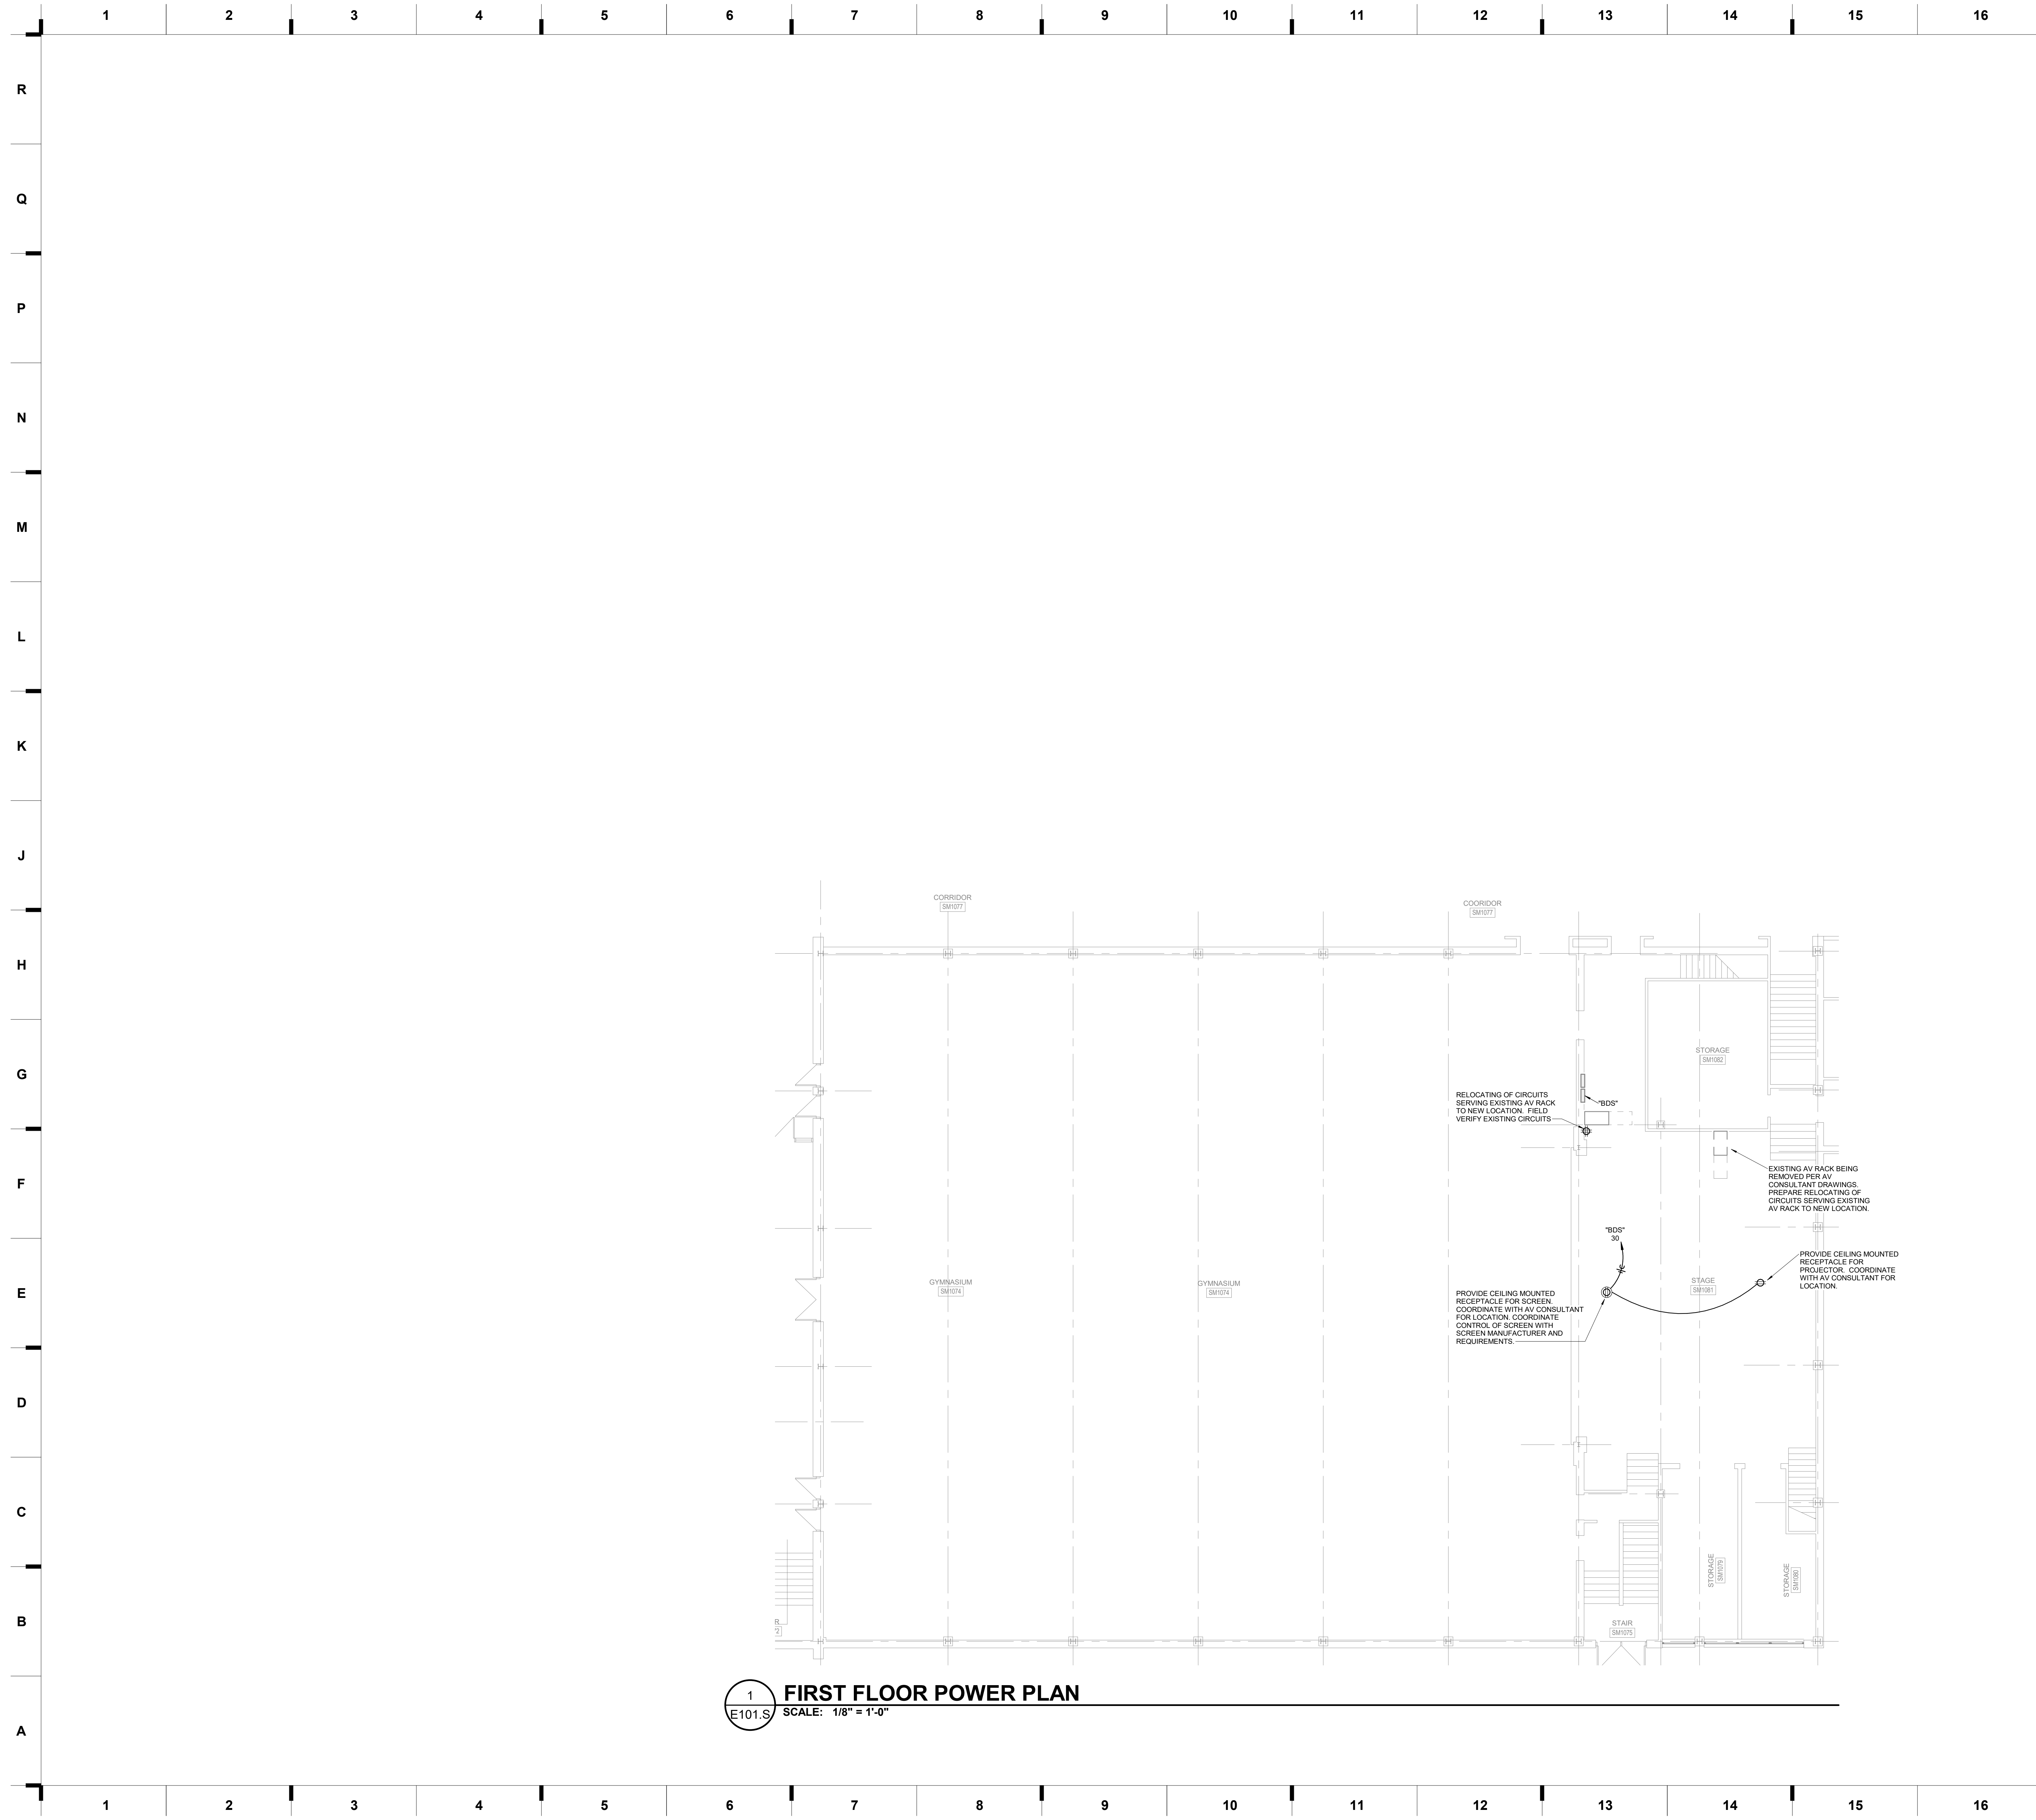 1 2 3 4 5 6 7 8 9 10 11 12 13 14 15 16
R
Q
P
N
M
L
K
J
H
G
F
E
D
C
B
A
CORRIDOR
SM1077
COORIDOR
SM1077
STORAGE
SM1082
RELOCATING OF CIRCUITS
SERVING EXISTING AV RACK
TO NEW LOCATION. FIELD
VERIFY EXISTING CIRCUITS
"BDS"
EXISTING AV RACK BEING
REMOVED PER AV
CONSULTANT DRAWINGS.
PREPARE RELOCATING OF
CIRCUITS SERVING EXISTING
AV RACK TO NEW LOCATION.
"BDS"
30
PROVIDE CEILING MOUNTED
RECEPTACLE FOR
PROJECTOR. COORDINATE
WITH AV CONSULTANT FOR
LOCATION.
GYMNASIUM
SM1074
GYMNASIUM
SM1074
STAGE
SM1081
PROVIDE CEILING MOUNTED
RECEPTACLE FOR SCREEN.
COORDINATE WITH AV CONSULTANT
FOR LOCATION. COORDINATE
CONTROL OF SCREEN WITH
SCREEN MANUFACTURER AND
REQUIREMENTS.
STORAGE
SM1079
STORAGE
SM1080
R
2
STAIR
SM1075
1
E101.S
FIRST FLOOR POWER PLAN
SCALE: 1/8" = 1'-0"
1 2 3 4 5 6 7 8 9 10 11 12 13 14 15 16